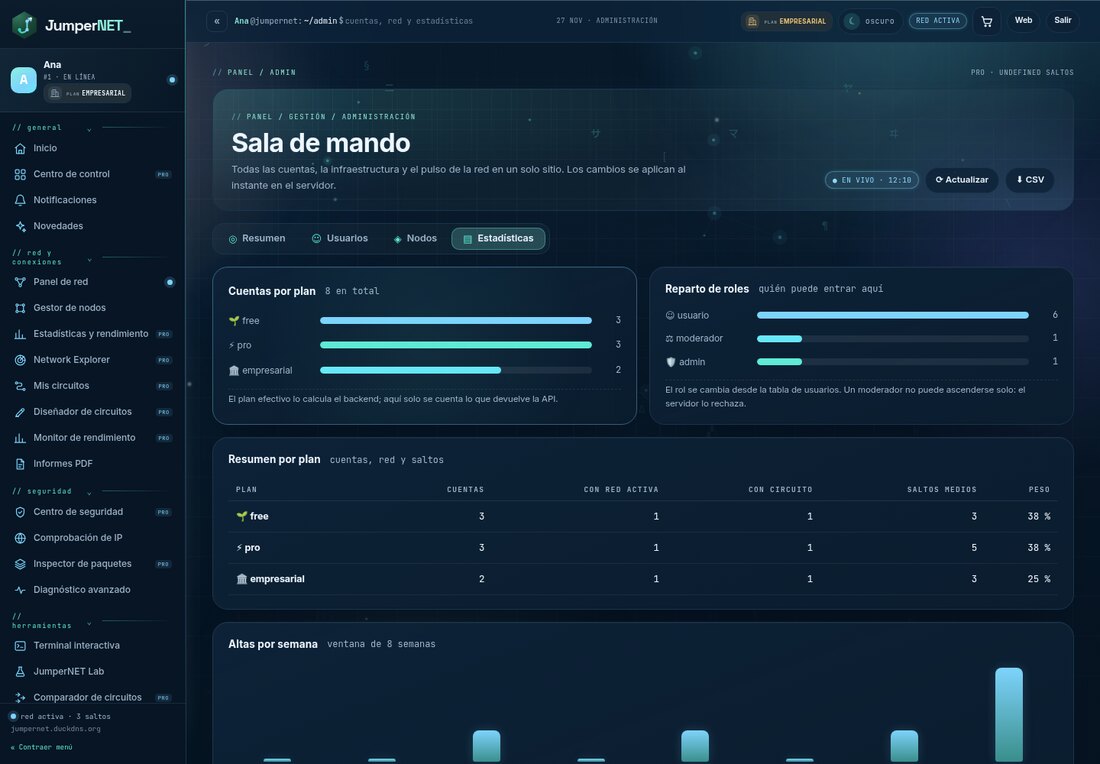 JumperNET_
« Ana@jumpernet:~/admin$ cuentas, red y estadísticas
27 NOV · ADMINISTRACIÓN
PLAN EMPRESARIAL
OSCURO
RED ACTIVA
Web
Salir
A
Ana
#1 · EN LÍNEA
PLAN EMPRESARIAL
// general
Inicio
Centro de control PRO
Notificaciones
Novedades
// red y
conexiones
Panel de red
Gestor de nodos
Estadísticas y rendimiento PRO
Network Explorer PRO
Mis circuitos PRO
Diseñador de circuitos PRO
Monitor de rendimiento PRO
Informes PDF
// seguridad
Centro de seguridad PRO
Comprobación de IP
Inspector de paquetes PRO
Diagnóstico avanzado
//
herramientas
Terminal interactiva
JumperNET Lab
Comparador de circuitos PRO
red activa · 3 saltos
jumpernet.duckdns.org
« Contraer menú
// PANEL / ADMIN
PRO · UNDEFINED SALTOS
// PANEL / GESTIÓN / ADMINISTRACIÓN
Sala de mando
Todas las cuentas, la infraestructura y el pulso de la red en un solo sitio. Los cambios se aplican al
instante en el servidor.
● EN VIVO · 12:10
⟳ Actualizar
⬇ CSV
◎ Resumen
☺ Usuarios
◈ Nodos
▤ Estadísticas
Cuentas por plan 8 en total
free 3
pro 3
empresarial 2
El plan efectivo lo calcula el backend; aquí solo se cuenta lo que devuelve la API.
Reparto de roles quién puede entrar aquí
usuario 6
moderador 1
admin 1
El rol se cambia desde la tabla de usuarios. Un moderador no puede ascenderse solo: el
servidor lo rechaza.
Resumen por plan cuentas, red y saltos
PLAN CUENTAS CON RED ACTIVA CON CIRCUITO SALTOS MEDIOS PESO
free 3 1 1 3 38 %
pro 3 1 1 5 38 %
empresarial 2 1 1 3 25 %
Altas por semana ventana de 8 semanas